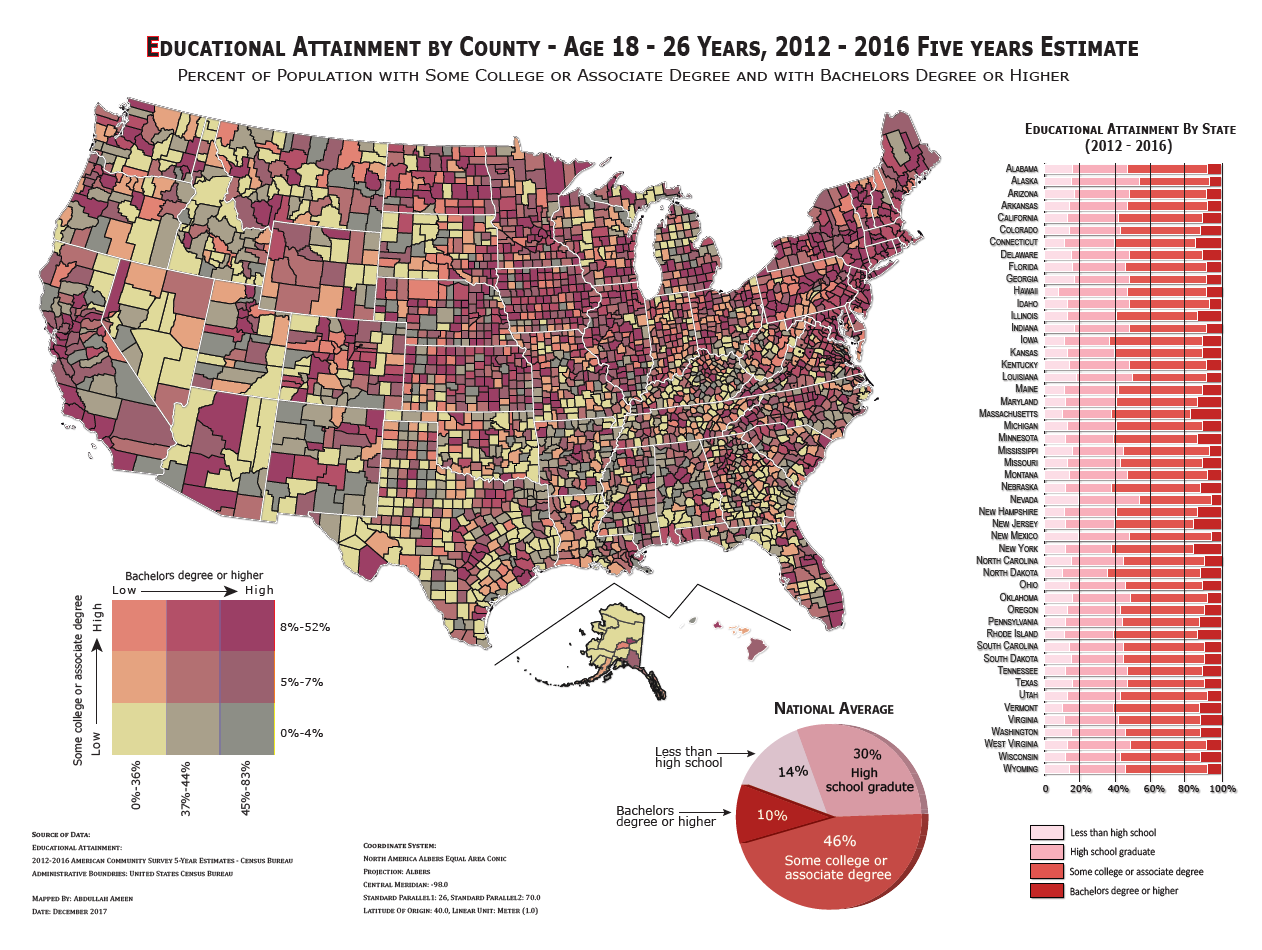 Educational Attainment by County - Age 18 - 26 Years, 2012 - 2016 Five years Estimate
Percent of Population with Some College or Associate Degree and with Bachelors Degree or Higher
Educational Attainment By State
(2012 - 2016)
Alabama
Alaska
Arizona
Arkansas
California
Colorado
Connecticut
Delaware
Florida
Georgia
Hawaii
Idaho
Illinois
Indiana
Iowa
Kansas
Kentucky
Louisiana
Maine
Maryland
Massachusetts
Michigan
Minnesota
Mississippi
Missouri
Montana
Nebraska
Nevada
New Hampshire
New Jersey
New Mexico
New York
North Carolina
North Dakota
Ohio
Oklahoma
Oregon
Pennsylvania
Rhode Island
South Carolina
South Dakota
Tennessee
Texas
Utah
Vermont
Virginia
Washington
West Virginia
Wisconsin
Wyoming
0 20% 40% 60% 80% 100%
Less than high school
High school graduate
Some college or associate degree
Bachelors degree or higher
Bachelors degree or higher
Low High
Some college or associate degree
Low High
8%-52%
5%-7%
0%-4%
0%-36%
37%-44%
45%-83%
National Average
Less than
high school
14%
30%
High
school gradute
Bachelors
degree or higher
10%
46%
Some college or
associate degree
Source of Data:
Educational Attainment:
2012-2016 American Community Survey 5-Year Estimates - Census Bureau
Administrative Boundries: United States Census Bureau
Mapped By: Abdullah Ameen
Date: December 2017
Coordinate System:
North America Albers Equal Area Conic
Projection: Albers
Central Meridian: -98.0
Standard Parallel1: 26, Standard Parallel2: 70.0
Latitude Of Origin: 40.0, Linear Unit: Meter (1.0)